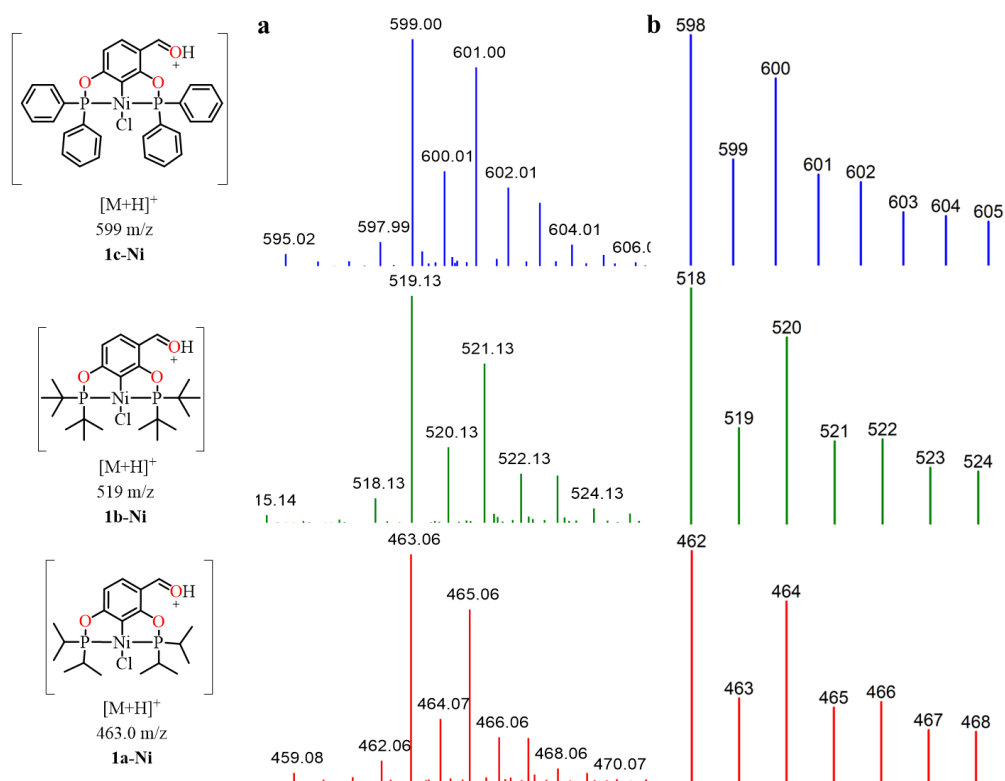 a
b
OH
+
O
O
P
Ni
P
Cl
[M+H]+
599 m/z
1c-Ni
595.02
597.99
599.00
600.01
601.00
602.01
604.01
606.0
598
599
600
601
602
603
604
605
OH
+
O
O
P
Ni
P
Cl
[M+H]+
519 m/z
1b-Ni
15.14
518.13
519.13
520.13
521.13
522.13
524.13
518
519
520
521
522
523
524
OH
+
O
O
P
Ni
P
Cl
[M+H]+
463.0 m/z
1a-Ni
459.08
462.06
463.06
464.07
465.06
466.06
468.06
470.07
462
463
464
465
466
467
468